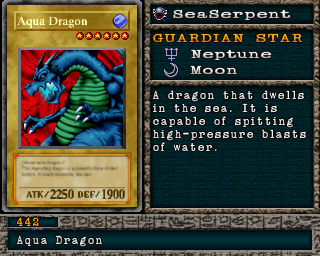 Aqua Dragon
ATK/2250 DEF/1900
SeaSerpent
GUARDIAN STAR
Neptune
Moon
A dragon that dwells
in the sea. It is
capable of spitting
high-pressure blasts
of water.
442
Aqua Dragon